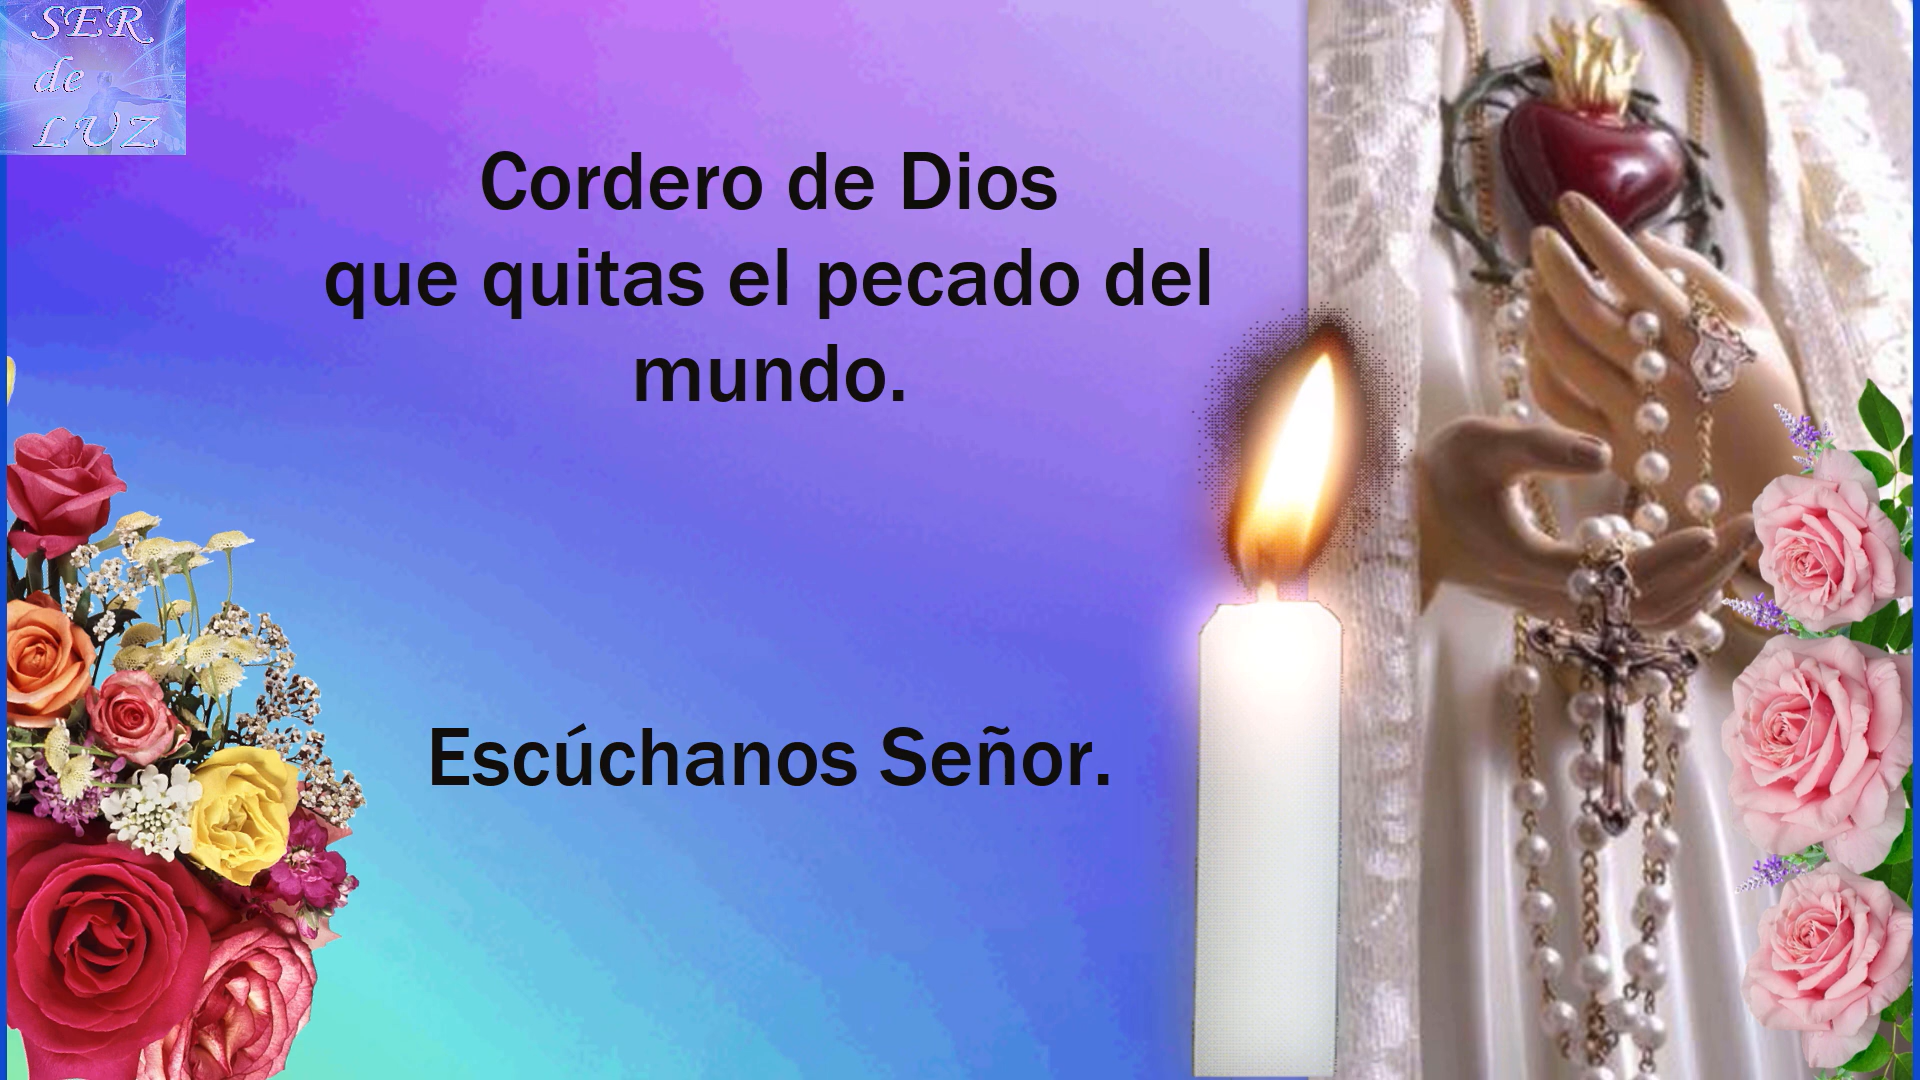 SER
de
LUZ
Cordero de Dios
que quitas el pecado del
mundo.
Escúchanos Señor.